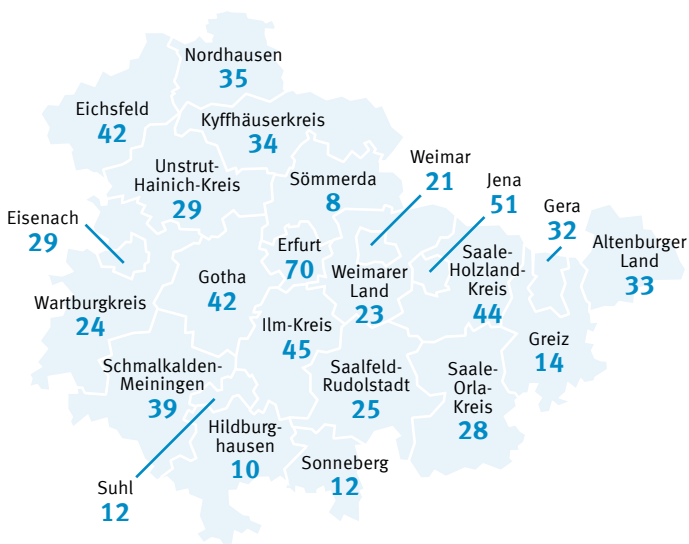 Nordhausen
35
Eichsfeld
42
Kyffhäuserkreis
34
Unstrut-
Hainich-Kreis
29
Sömmerda
8
Weimar
21
Jena
51
Gera
32
Altenburger
Land
33
Eisenach
29
Erfurt
70
Gotha
42
Weimarer
Land
23
Saale-
Holzland-
Kreis
44
Wartburgkreis
24
Ilm-Kreis
45
Greiz
14
Schmalkalden-
Meiningen
39
Saalfeld-
Rudolstadt
25
Saale-
Orla-
Kreis
28
Hildburg-
hausen
10
Sonneberg
12
Suhl
12